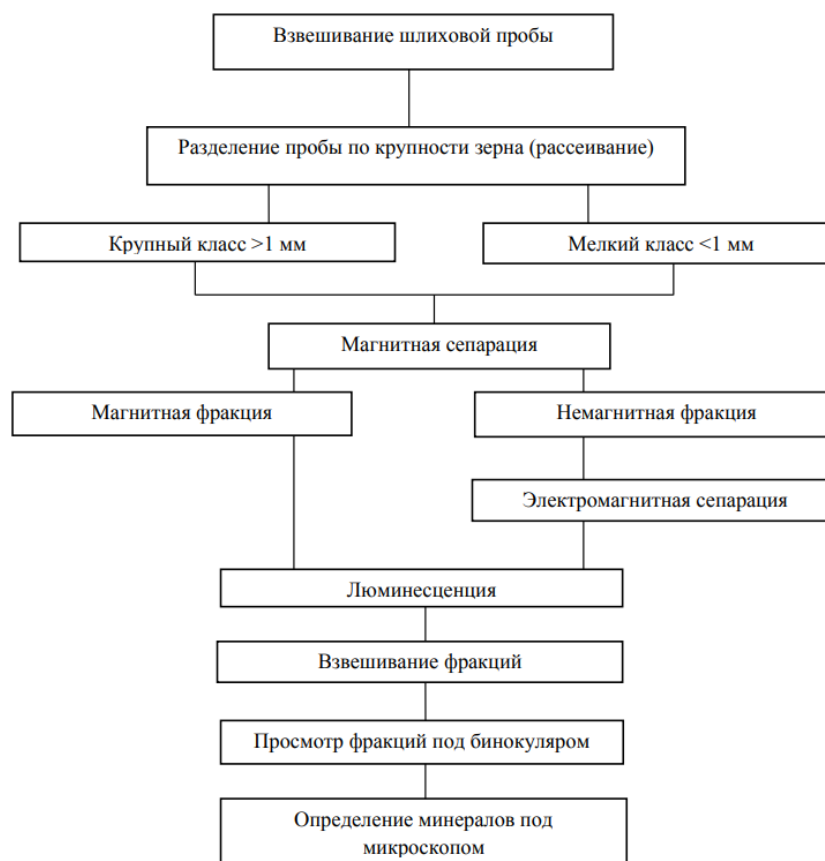 Взвешивание шлиховой пробы
Разделение пробы по крупности зерна (рассеивание)
Крупный класс >1 мм
Мелкий класс <1 мм
Магнитная сепарация
Магнитная фракция
Немагнитная фракция
Электромагнитная сепарация
Люминесценция
Взвешивание фракций
Просмотр фракций под бинокуляром
Определение минералов под
микроскопом